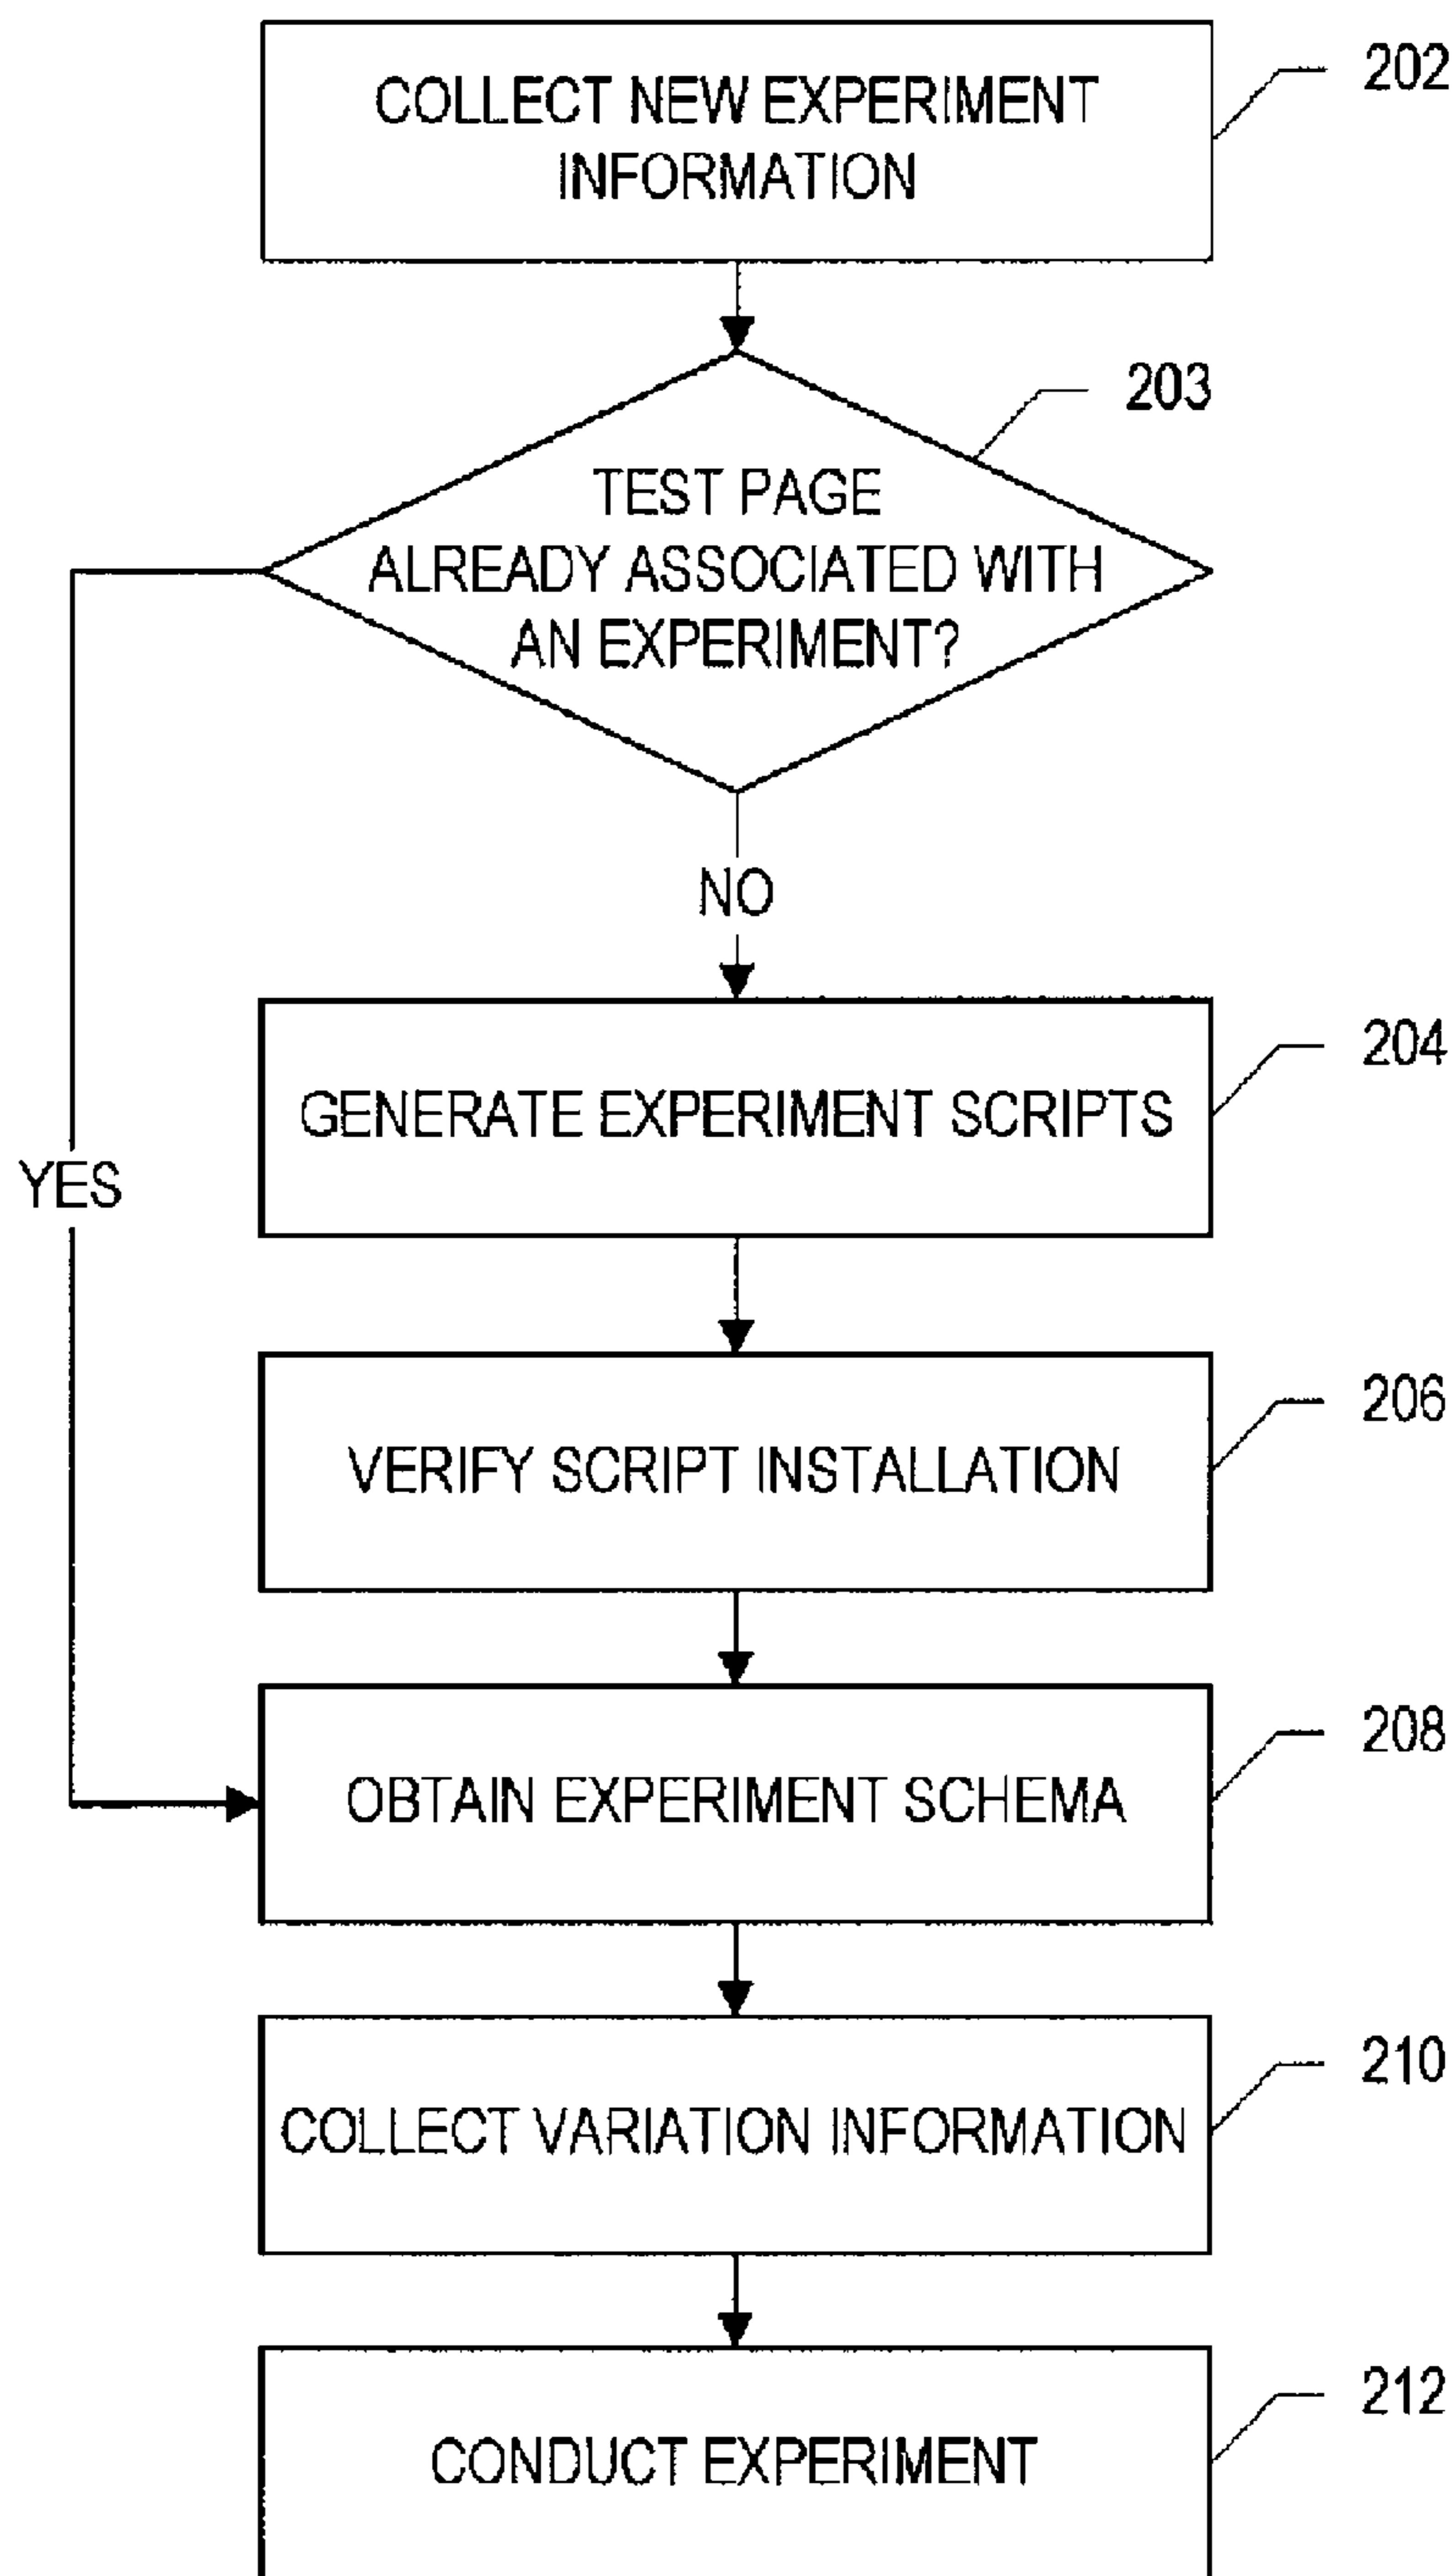 COLLECT NEW EXPERIMENT
INFORMATION
202
203
TEST PAGE
ALREADY ASSOCIATED WITH
AN EXPERIMENT?
NO
GENERATE EXPERIMENT SCRIPTS
204
YES
VERIFY SCRIPT INSTALLATION
206
OBTAIN EXPERIMENT SCHEMA
208
COLLECT VARIATION INFORMATION
210
CONDUCT EXPERIMENT
212